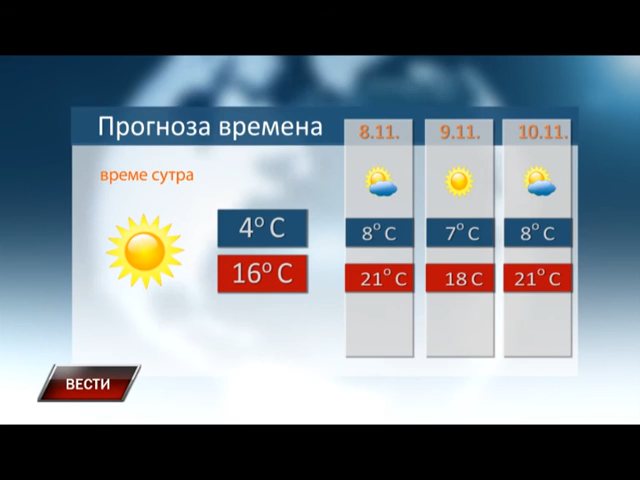 Прогноза времена
време сутра
4° C
16° C
8.11. 9.11. 10.11.
8° C 7° C 8° C
21° C 18 C 21° C
ВЕСТИ